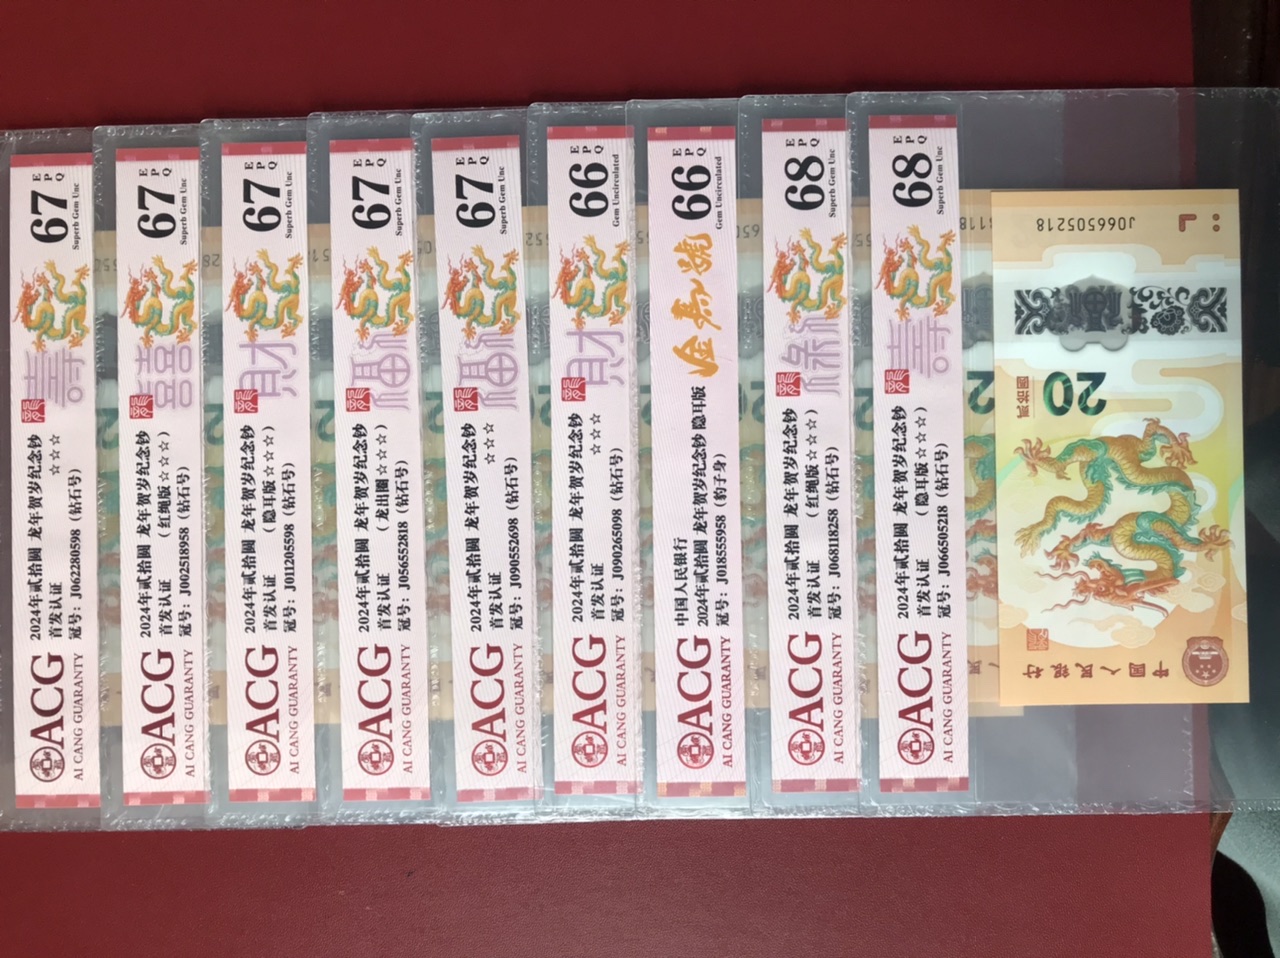 ACG
AI CANG GUARANTY
2024年贰拾圆 龙年贺岁纪念钞
首发认证 ☆☆☆
冠号: J062280598 (钻石号)
寿
67 EPQ
Superb Gem Unc
ACG
AI CANG GUARANTY
2024年贰拾圆 龙年贺岁纪念钞
首发认证 (红绳版☆☆☆)
冠号: J002518958 (钻石号)
囍
67 EPQ
Superb Gem Unc
ACG
AI CANG GUARANTY
2024年贰拾圆 龙年贺岁纪念钞
首发认证 (隐耳版☆☆☆)
冠号: J011205598 (钻石号)
財
67 EPQ
Superb Gem Unc
ACG
AI CANG GUARANTY
2024年贰拾圆 龙年贺岁纪念钞
首发认证 (龙出圈☆☆☆)
冠号: J056552818 (钻石号)
福
67 EPQ
Superb Gem Unc
ACG
AI CANG GUARANTY
2024年贰拾圆 龙年贺岁纪念钞
首发认证 ☆☆☆
冠号: J090552698 (钻石号)
福
67 EPQ
Superb Gem Unc
ACG
AI CANG GUARANTY
2024年贰拾圆 龙年贺岁纪念钞
首发认证 ☆☆☆
冠号: J090265098 (钻石号)
財
66 EPQ
Gem Uncirculated
ACG
AI CANG GUARANTY
中国人民银行
2024年贰拾圆 龙年贺岁纪念钞 隐耳版
冠号: J018555958 (豹子身)
66 EPQ
Gem Uncirculated
ACG
AI CANG GUARANTY
2024年贰拾圆 龙年贺岁纪念钞
首发认证 (红绳版☆☆☆)
冠号: J068118258 (钻石号)
祿
68 EPQ
Superb Gem Unc
ACG
AI CANG GUARANTY
2024年贰拾圆 龙年贺岁纪念钞
首发认证 (隐耳☆☆☆)
冠号: J066505218 (钻石号)
68 EPQ
Superb Gem Unc
中国人民银行
20
贰拾圆
J066505218